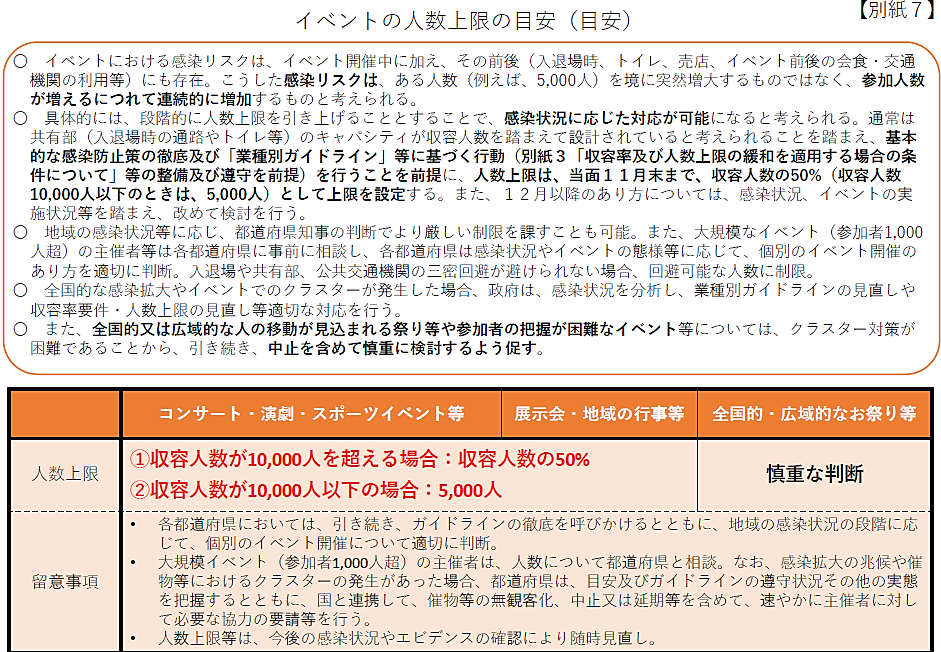 【別紙７】
イベントの人数上限の目安（目安）
○　イベントにおける感染リスクは、イベント開催中に加え、その前後（入退場時、トイレ、売店、イベント前後の会食・交通
機関の利用等）にも存在。こうした感染リスクは、ある人数（例えば、5,000人）を境に突然増大するものではなく、参加人数
が増えるにつれて連続的に増加するものと考えられる。
○　具体的には、段階的に人数上限を引き上げることとすることで、感染状況に応じた対応が可能になると考えられる。通常は
共有部（入退場時の通路やトイレ等）のキャパシティが収容人数を踏まえて設計されていると考えられることを踏まえ、基本
的な感染防止策の徹底及び「業種別ガイドライン」等に基づく行動（別紙３「収容率及び人数上限の緩和を適用する場合の条
件について」等の整備及び遵守を前提）を行うことを前提に、人数上限は、当面１１月末まで、収容人数の50%（収容人数
10,000人以下のときは、5,000人）として上限を設定する。また、１２月以降のあり方については、感染状況、イベントの実
施状況等を踏まえ、改めて検討を行う。
○　地域の感染状況等に応じ、都道府県知事の判断でより厳しい制限を課すことも可能。また、大規模なイベント（参加者1,000
人超）の主催者等は各都道府県に事前に相談し、各都道府県は感染状況やイベントの態様等に応じて、個別のイベント開催の
あり方を適切に判断。入退場や共有部、公共交通機関の三密回避が避けられない場合、回避可能な人数に制限。
○　全国的な感染拡大やイベントでのクラスターが発生した場合、政府は、感染状況を分析し、業種別ガイドラインの見直しや
収容率要件・人数上限の見直し等適切な対応を行う。
○　また、全国的又は広域的な人の移動が見込まれる祭り等や参加者の把握が困難なイベント等については、クラスター対策が
困難であることから、引き続き、中止を含めて慎重に検討するよう促す。
コンサート・演劇・スポーツイベント等　展示会・地域の行事等　全国的・広域的なお祭り等
人数上限
①収容人数が10,000人を超える場合：収容人数の50%
②収容人数が10,000人以下の場合：5,000人
慎重な判断
留意事項
• 各都道府県においては、引き続き、ガイドラインの徹底を呼びかけるとともに、地域の感染状況の段階に応
じて、個別のイベント開催について適切に判断。
• 大規模イベント（参加者1,000人超）の主催者は、人数について都道府県と相談。なお、感染拡大の兆候や催
物等におけるクラスターの発生があった場合、都道府県は、目安及びガイドラインの遵守状況その他の実態
を把握するとともに、国と連携して、催物等の無観客化、中止又は延期等を含めて、速やかに主催者に対し
て必要な協力の要請等を行う。
• 人数上限等は、今後の感染状況やエビデンスの確認により随時見直し。